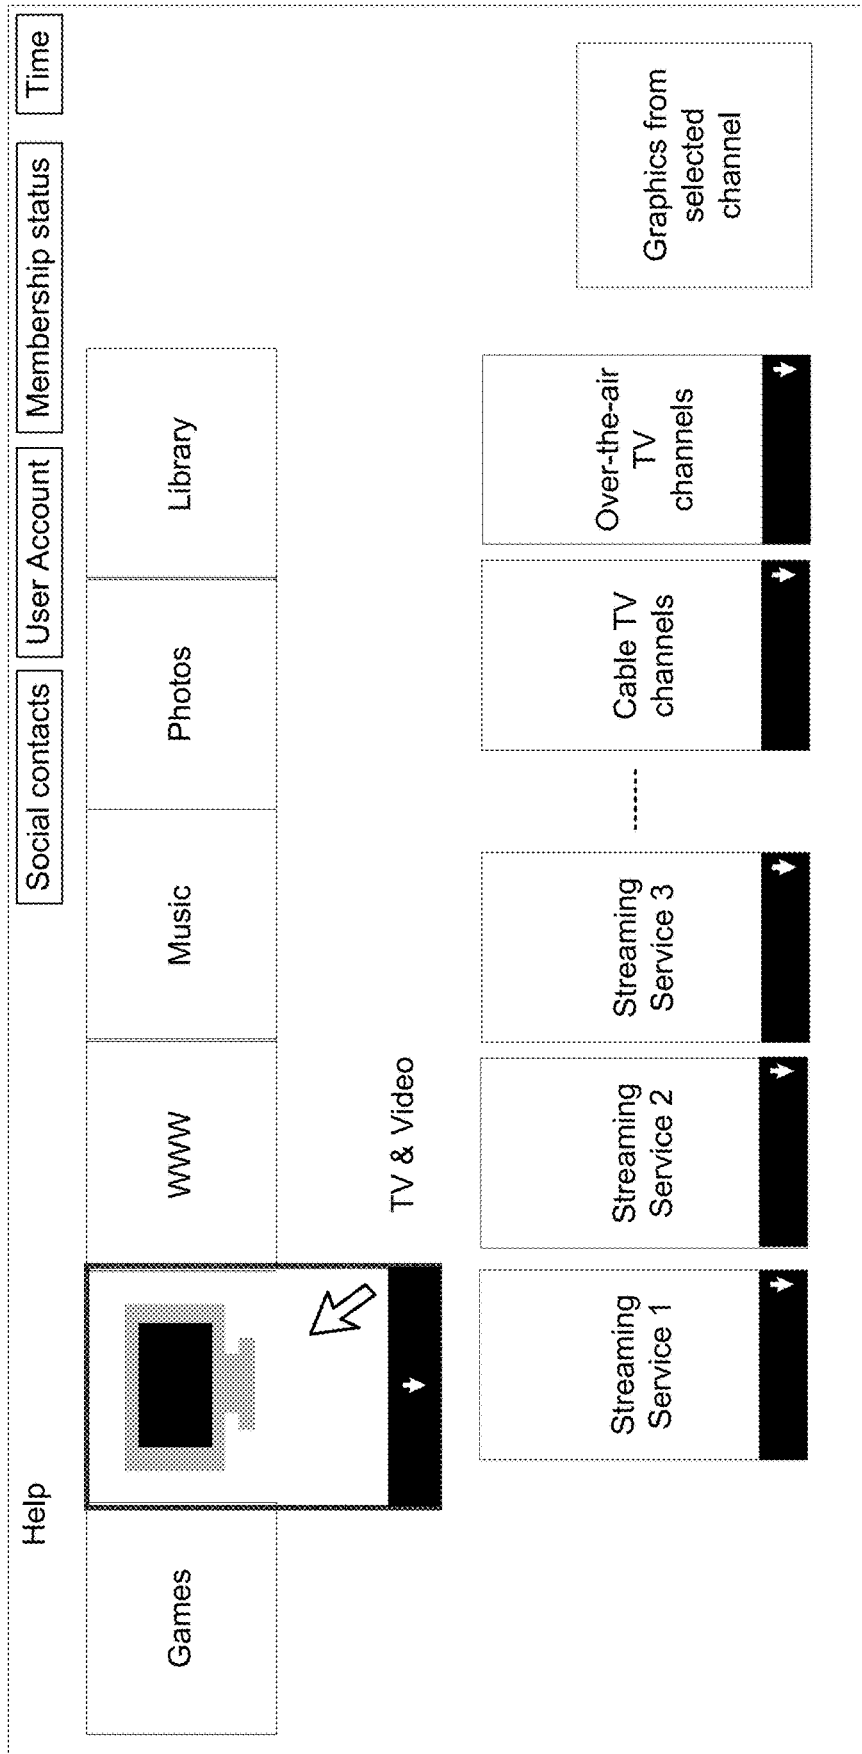 Help
Social contacts
User Account
Membership status
Time
Games
WWW
Music
Photos
Library
TV & Video
Streaming
Service 1
Streaming
Service 2
Streaming
Service 3
Cable TV
channels
Over-the-air
TV
channels
Graphics from
selected
channel